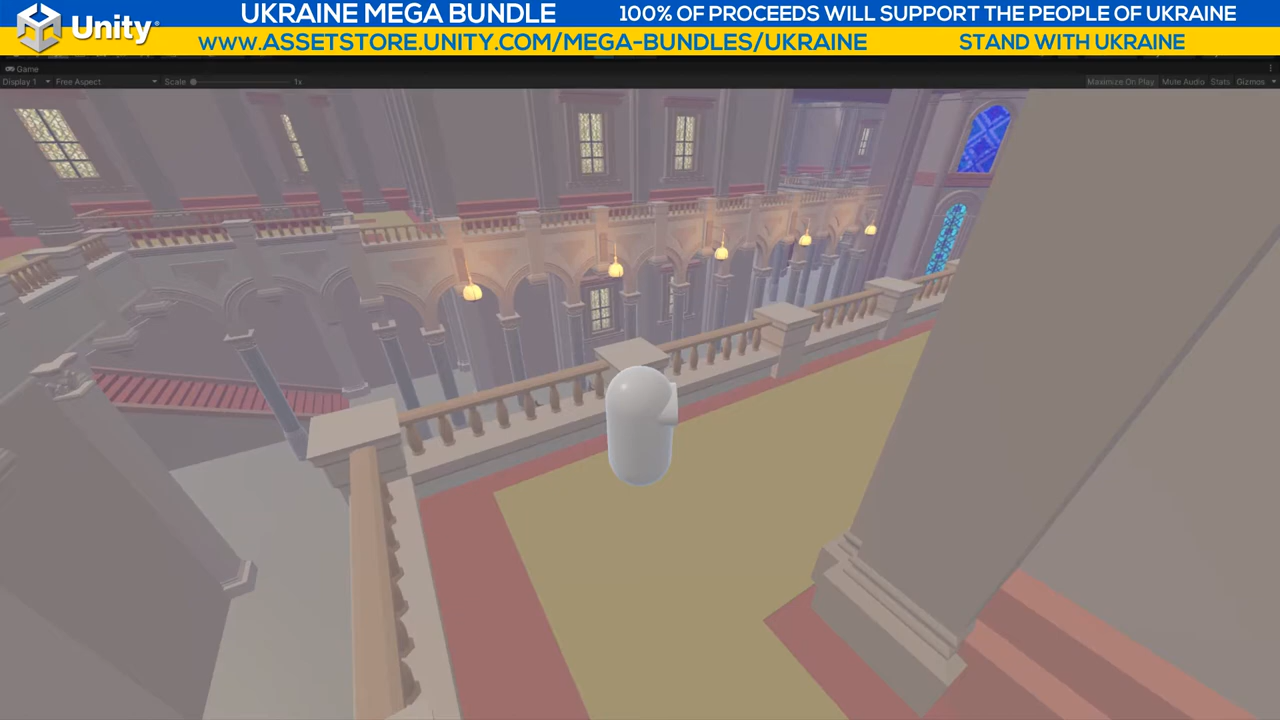 Unity®
UKRAINE MEGA BUNDLE
100% OF PROCEEDS WILL SUPPORT THE PEOPLE OF UKRAINE
WWW.ASSETSTORE.UNITY.COM/MEGA-BUNDLES/UKRAINE
STAND WITH UKRAINE
Game
Display 1 Free Aspect Scale 1x Maximize On Play Mute Audio Stats Gizmos